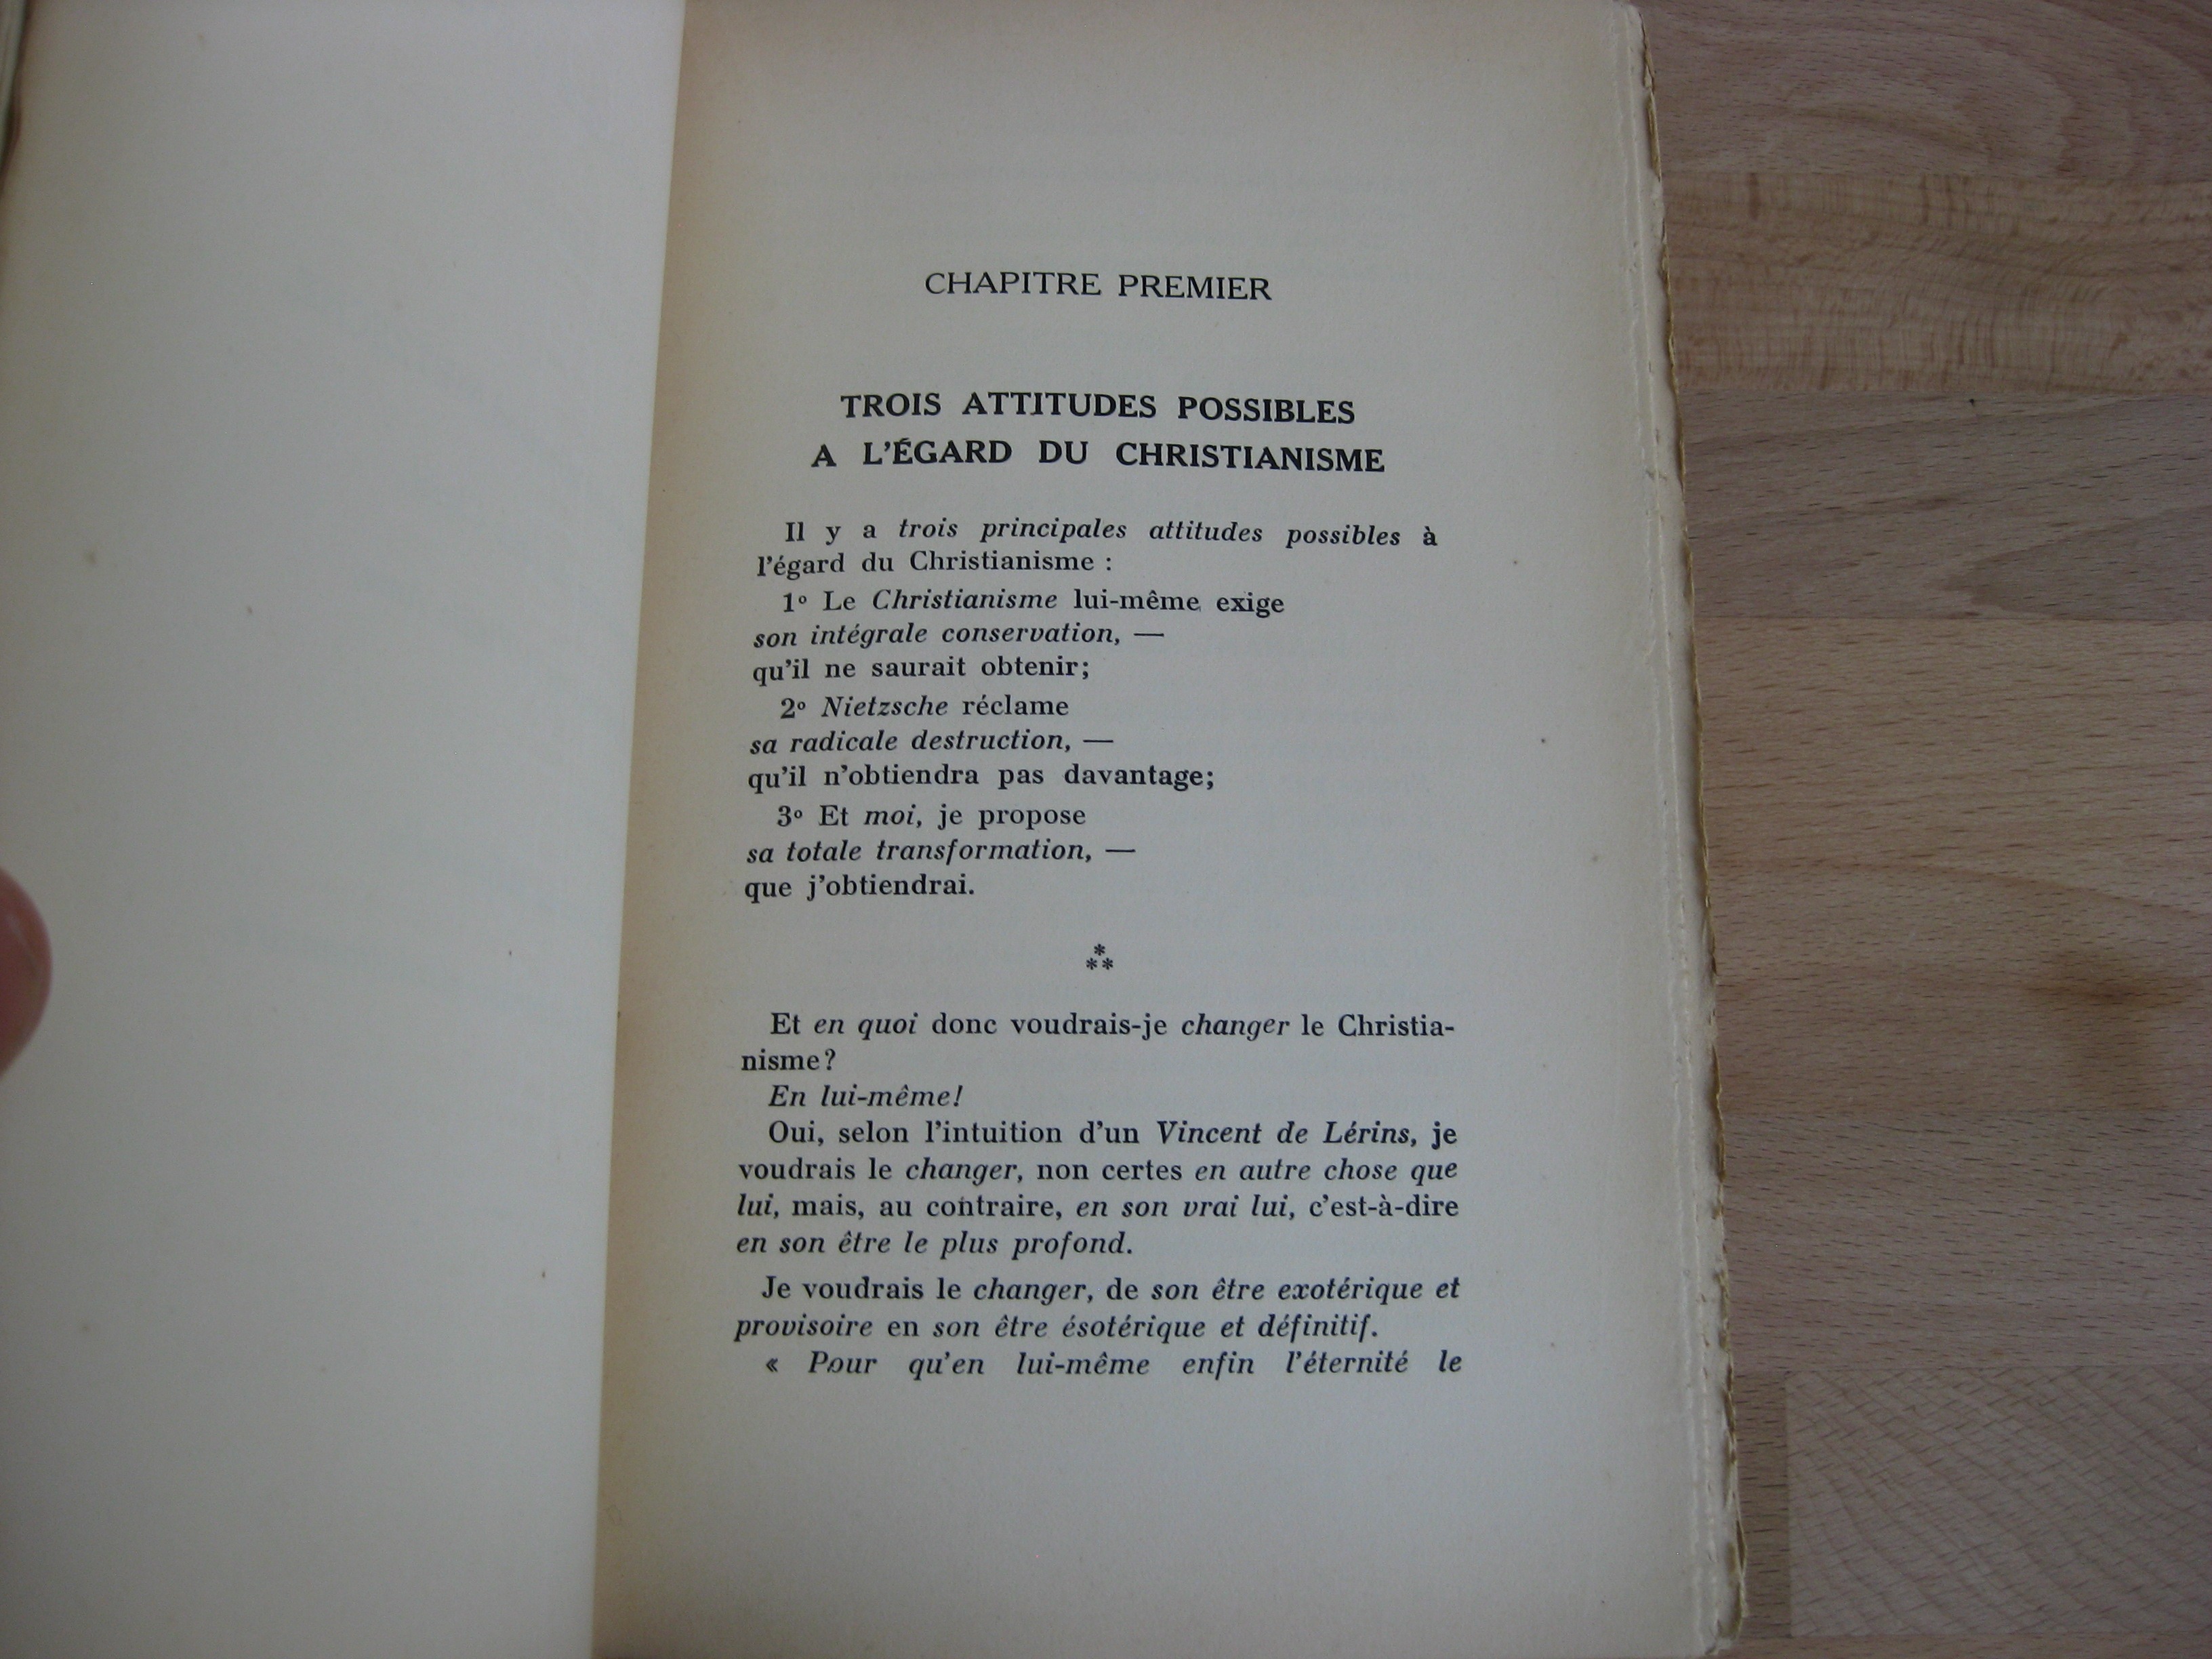 CHAPITRE PREMIER
TROIS ATTITUDES POSSIBLES
A L'ÉGARD DU CHRISTIANISME
Il y a trois principales attitudes possibles à
l'égard du Christianisme :
1º Le Christianisme lui-même exige
son intégrale conservation, —
qu'il ne saurait obtenir;
2º Nietzsche réclame
sa radicale destruction, —
qu'il n'obtiendra pas davantage;
3º Et moi, je propose
sa totale transformation, —
que j'obtiendrai.
*
**
Et en quoi donc voudrais-je changer le Christia-
nisme?
En lui-même!
Oui, selon l'intuition d'un Vincent de Lérins, je
voudrais le changer, non certes en autre chose que
lui, mais, au contraire, en son vrai lui, c'est-à-dire
en son être le plus profond.
Je voudrais le changer, de son être exotérique et
provisoire en son être ésotérique et définitif.
« Pour qu'en lui-même enfin l'éternité le